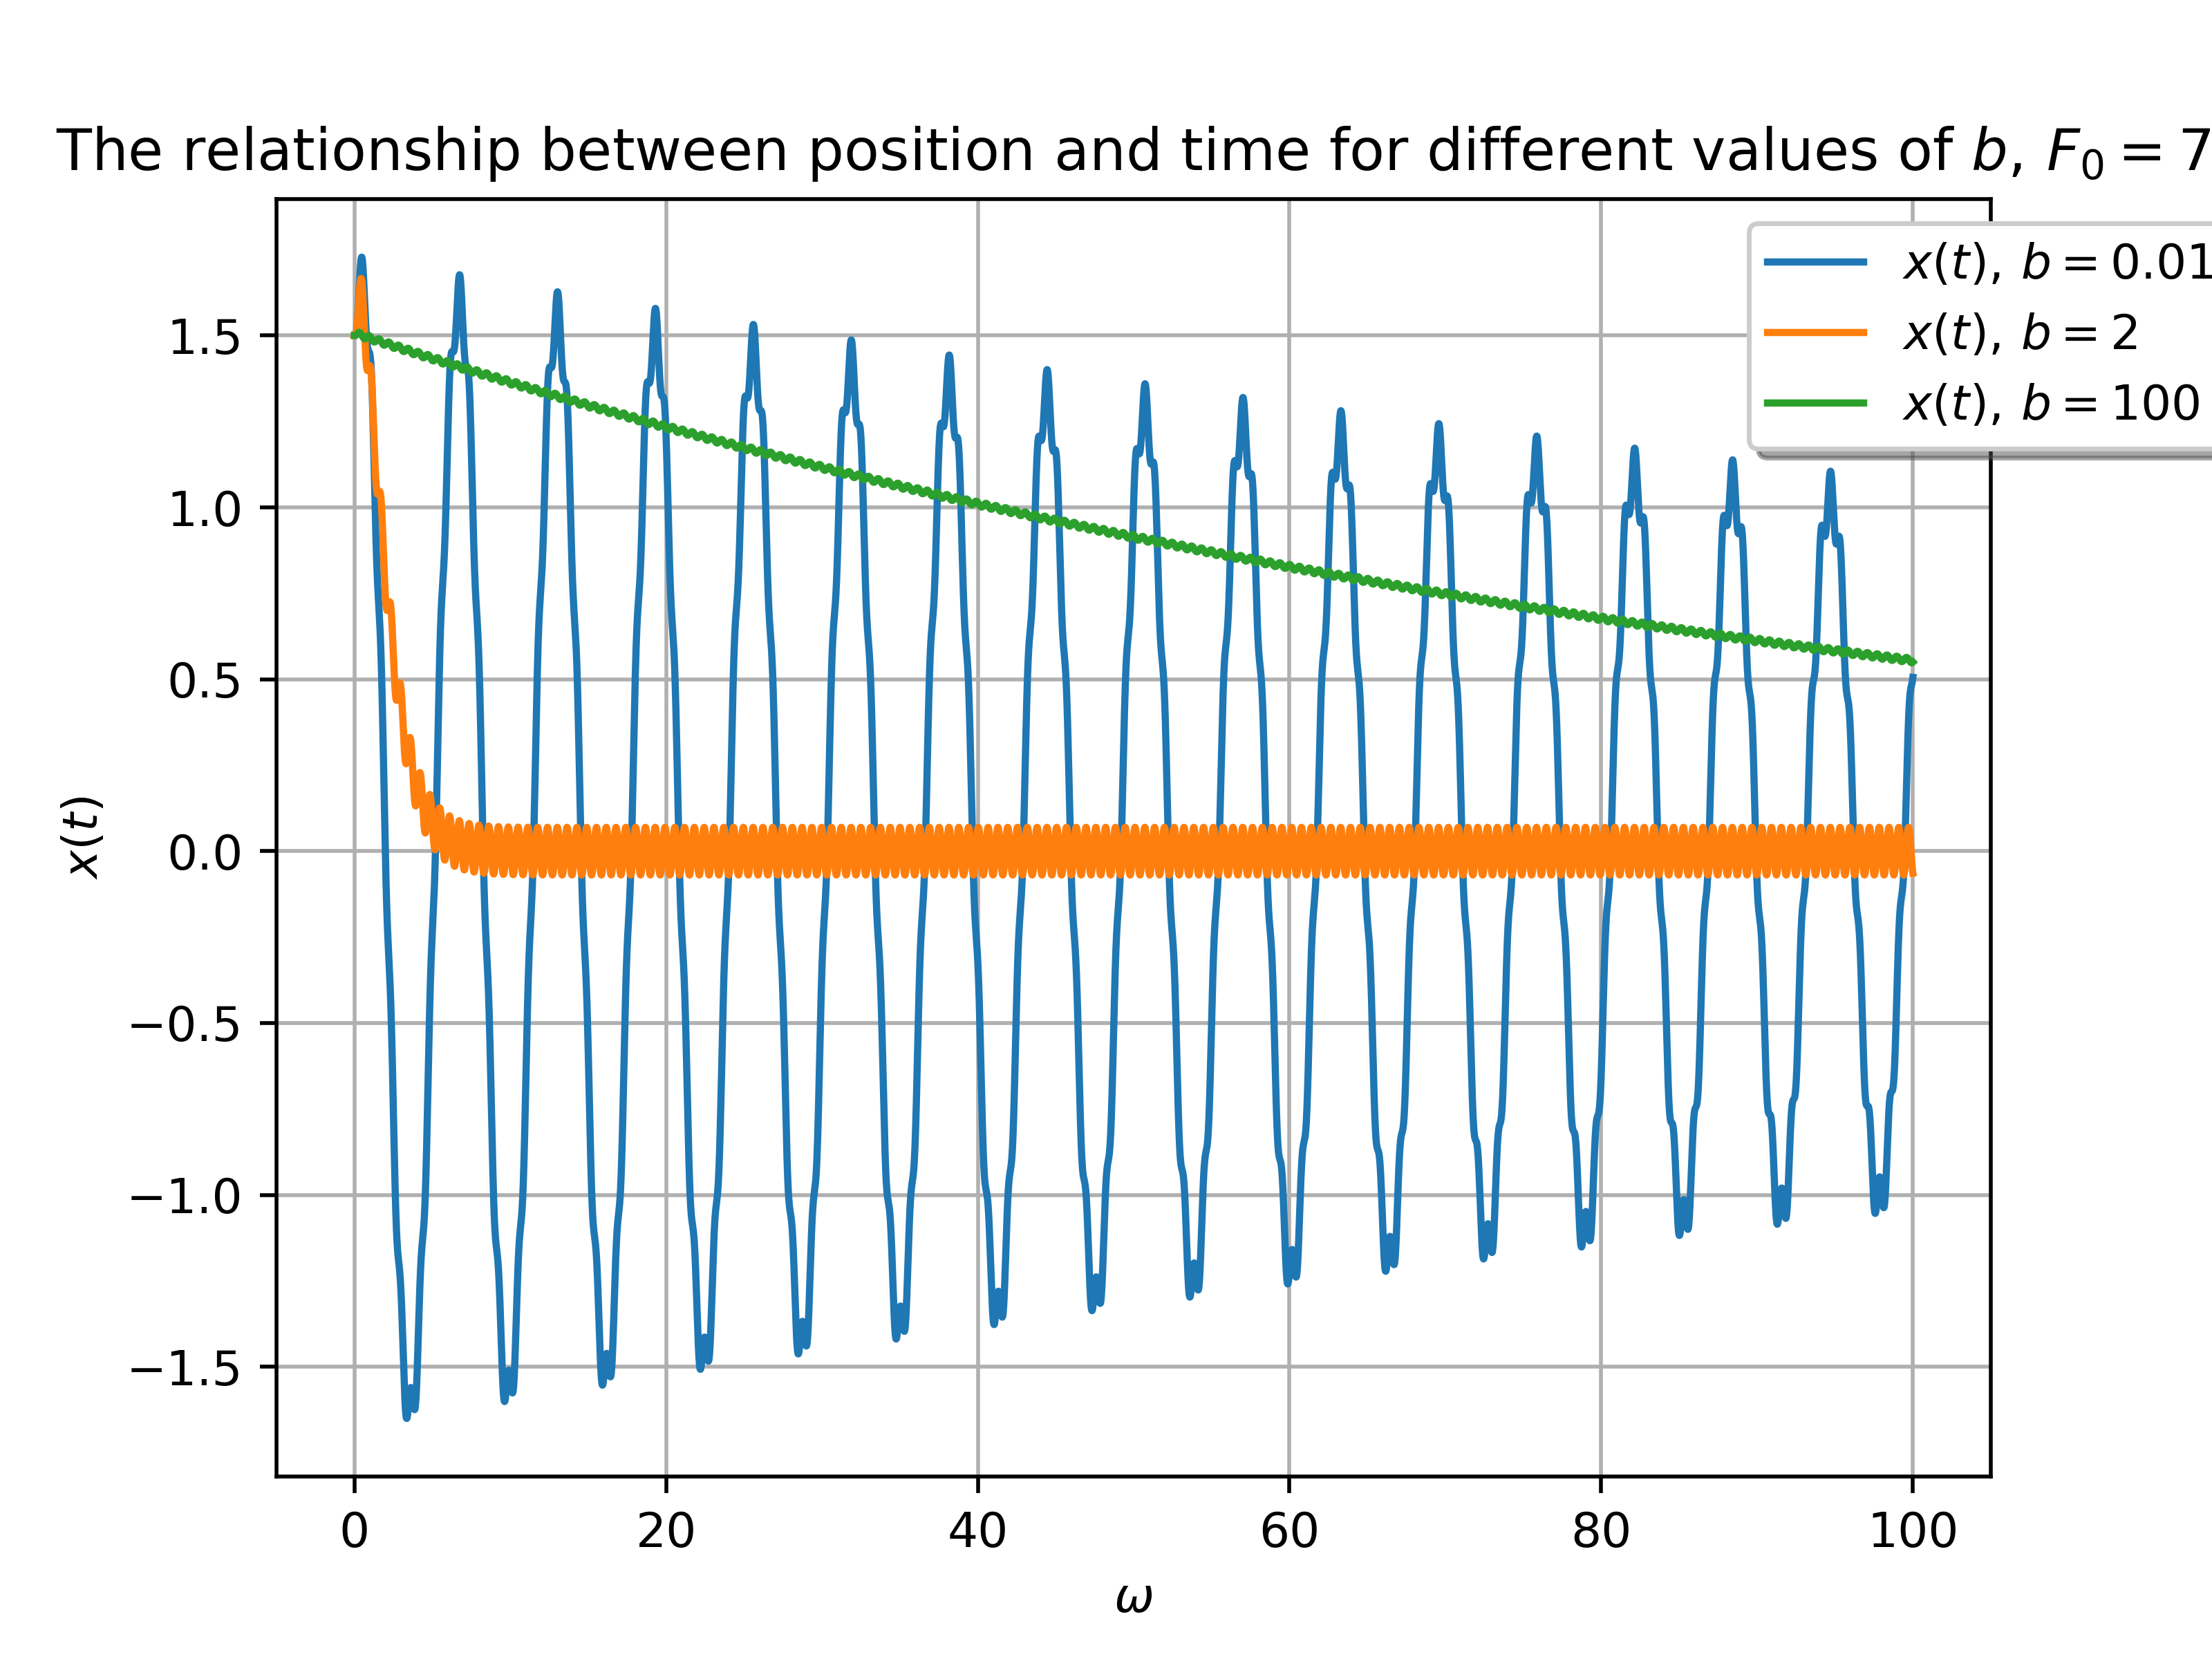 The relationship between position and time for different values of b, F₀ = 7
x(t), b = 0.01
x(t), b = 2
x(t), b = 100
1.5
1.0
0.5
0.0
−0.5
−1.0
−1.5
x(t)
0 20 40 60 80 100
ω